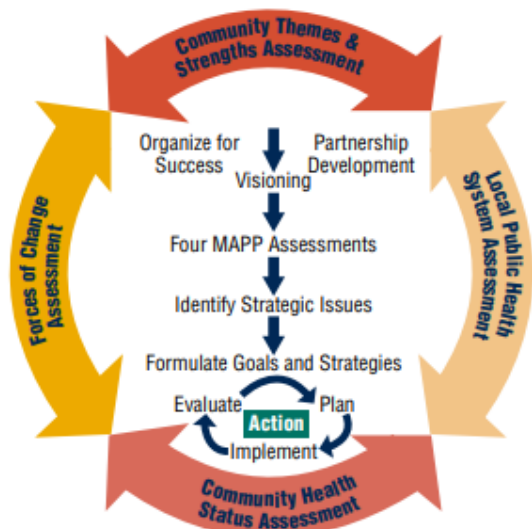 Community Themes &
Strengths Assessment
Organize for
Success
Partnership
Development
Visioning
Four MAPP Assessments
Identify Strategic Issues
Formulate Goals and Strategies
Evaluate
Plan
Action
Implement
Forces of Change
Assessment
Local Public Health
System Assessment
Community Health
Status Assessment